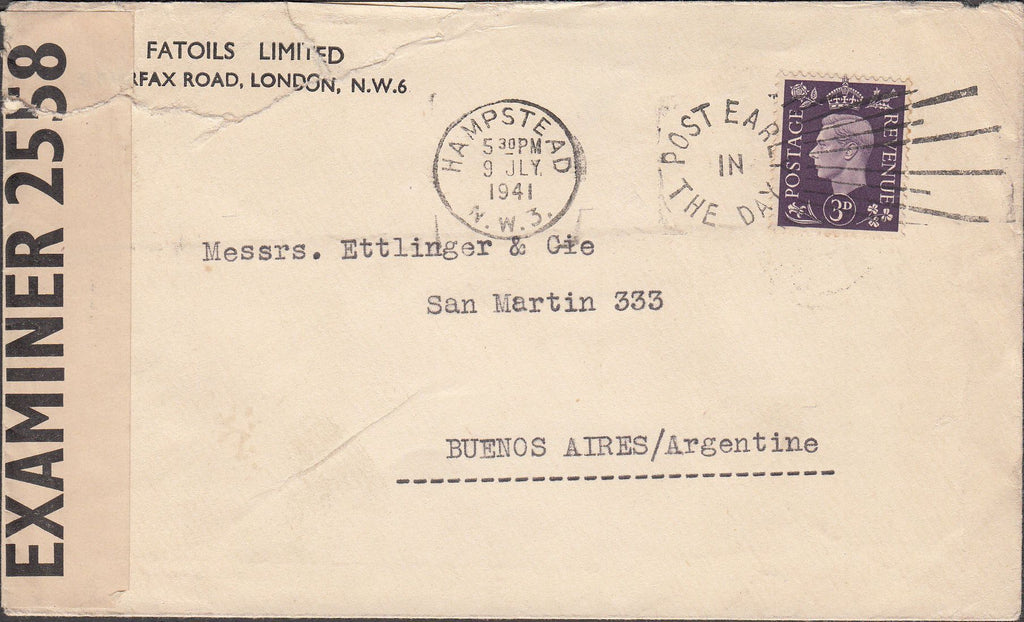 EXAMINER 2558
FATOILS LIMITED
RFAX ROAD, LONDON, N.W.6
HAMPSTEAD
5 30 PM
9 JLY.
1941
N.W.3.
POST EARLY
IN
THE DAY
POSTAGE
REVENUE
3D
Messrs. Ettlinger & Cie
San Martin 333
BUENOS AIRES/Argentine